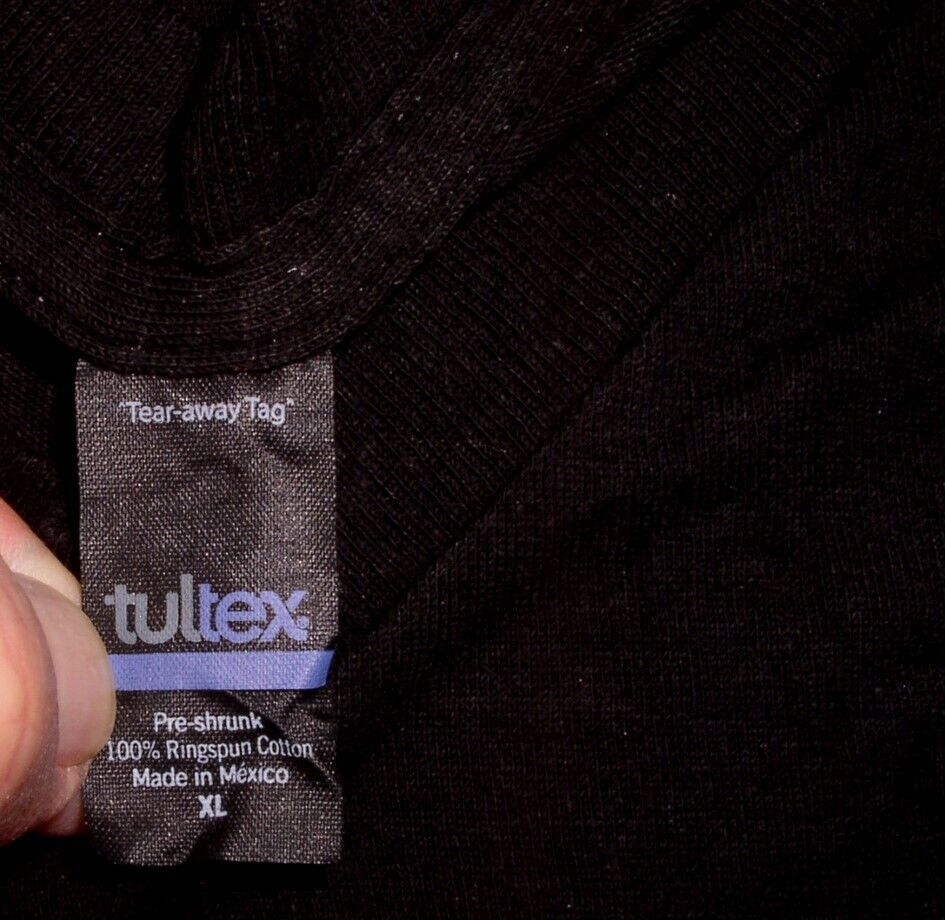 "Tear-away Tag"
tultex
Pre-shrunk
100% Ringspun Cotton
Made in México
XL